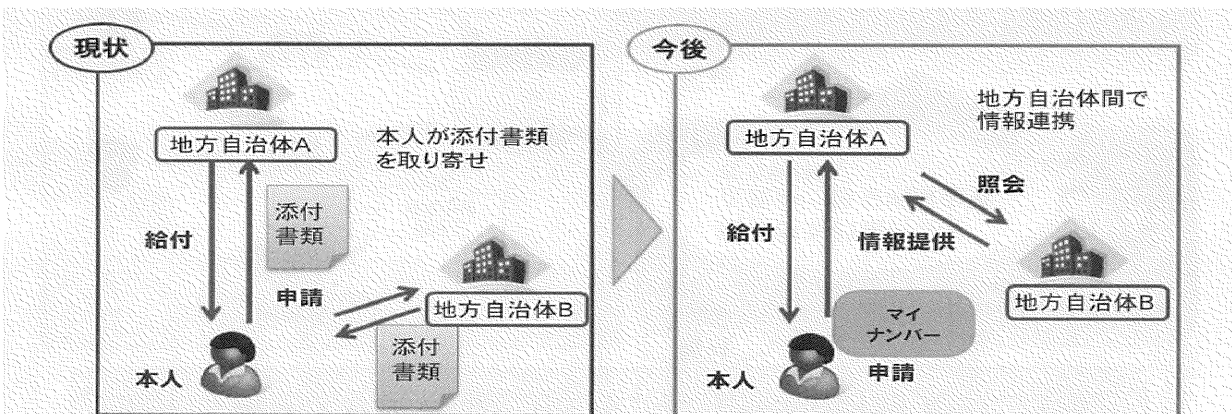 現状
地方自治体A
本人が添付書類
を取り寄せ
添付
書類
給付
申請
地方自治体B
添付
書類
本人
今後
地方自治体A
地方自治体間で
情報連携
照会
給付
情報提供
地方自治体B
マイ
ナンバー
本人
申請